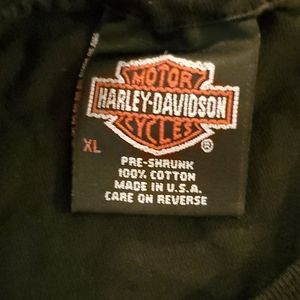 MOTOR
HARLEY-DAVIDSON
CYCLES
®
XL
PRE-SHRUNK
100% COTTON
MADE IN U.S.A.
CARE ON REVERSE